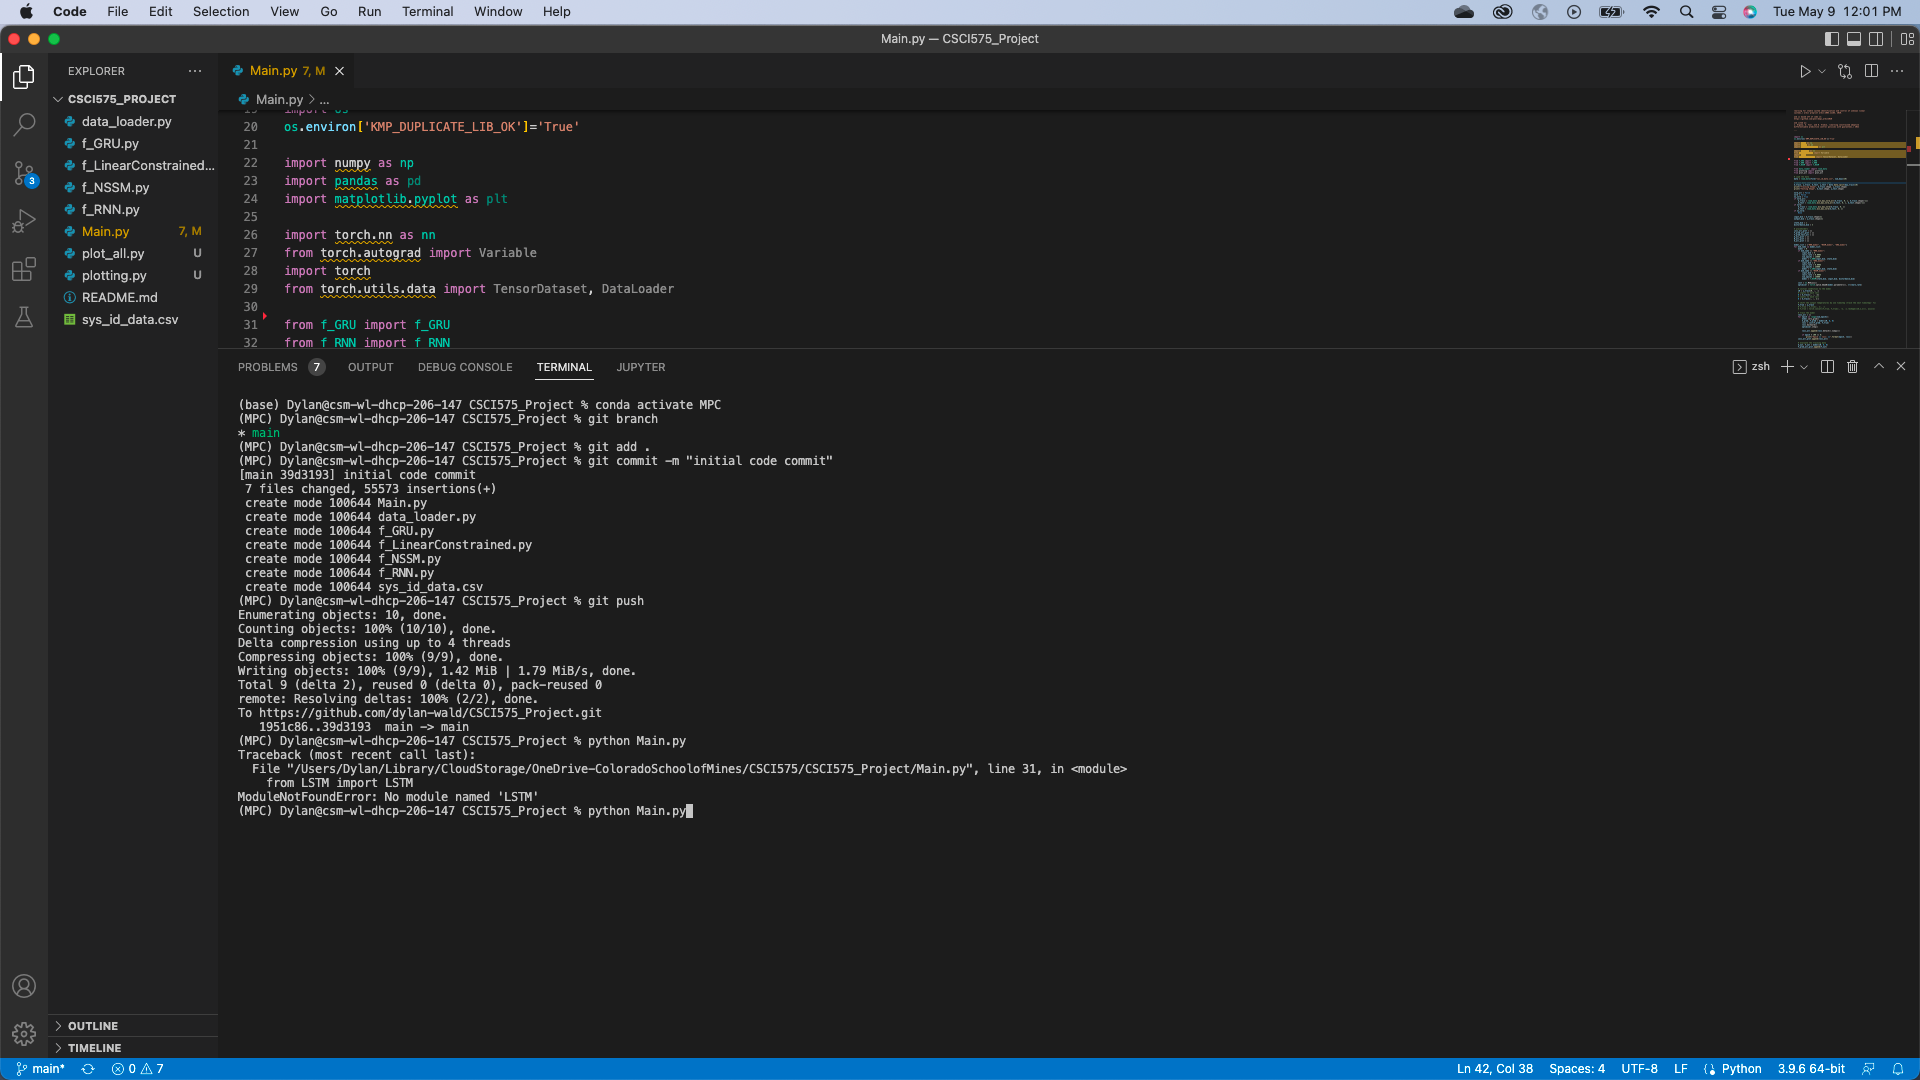 Code File Edit Selection View Go Run Terminal Window Help Tue May 9 12:01 PM
Main.py — CSCI575_Project
EXPLORER
CSCI575_PROJECT
data_loader.py
f_GRU.py
f_LinearConstrained...
f_NSSM.py
3
f_RNN.py
Main.py 7, M
plot_all.py U
plotting.py U
README.md
sys_id_data.csv
OUTLINE
TIMELINE
Main.py 7, M
Main.py > ...
19 import os
20 os.environ['KMP_DUPLICATE_LIB_OK']='True'
21
22 import numpy as np
23 import pandas as pd
24 import matplotlib.pyplot as plt
25
26 import torch.nn as nn
27 from torch.autograd import Variable
28 import torch
29 from torch.utils.data import TensorDataset, DataLoader
30
31 from f_GRU import f_GRU
32 from f_RNN import f_RNN
PROBLEMS 7 OUTPUT DEBUG CONSOLE TERMINAL JUPYTER zsh
(base) Dylan@csm-wl-dhcp-206-147 CSCI575_Project % conda activate MPC
(MPC) Dylan@csm-wl-dhcp-206-147 CSCI575_Project % git branch
* main
(MPC) Dylan@csm-wl-dhcp-206-147 CSCI575_Project % git add .
(MPC) Dylan@csm-wl-dhcp-206-147 CSCI575_Project % git commit -m "initial code commit"
[main 39d3193] initial code commit
7 files changed, 55573 insertions(+)
create mode 100644 Main.py
create mode 100644 data_loader.py
create mode 100644 f_GRU.py
create mode 100644 f_LinearConstrained.py
create mode 100644 f_NSSM.py
create mode 100644 f_RNN.py
create mode 100644 sys_id_data.csv
(MPC) Dylan@csm-wl-dhcp-206-147 CSCI575_Project % git push
Enumerating objects: 10, done.
Counting objects: 100% (10/10), done.
Delta compression using up to 4 threads
Compressing objects: 100% (9/9), done.
Writing objects: 100% (9/9), 1.42 MiB | 1.79 MiB/s, done.
Total 9 (delta 2), reused 0 (delta 0), pack-reused 0
remote: Resolving deltas: 100% (2/2), done.
To https://github.com/dylan-wald/CSCI575_Project.git
1951c86..39d3193 main -> main
(MPC) Dylan@csm-wl-dhcp-206-147 CSCI575_Project % python Main.py
Traceback (most recent call last):
File "/Users/Dylan/Library/CloudStorage/OneDrive-ColoradoSchoolofMines/CSCI575/CSCI575_Project/Main.py", line 31, in <module>
from LSTM import LSTM
ModuleNotFoundError: No module named 'LSTM'
(MPC) Dylan@csm-wl-dhcp-206-147 CSCI575_Project % python Main.py
main* 0 7 Ln 42, Col 38 Spaces: 4 UTF-8 LF Python 3.9.6 64-bit